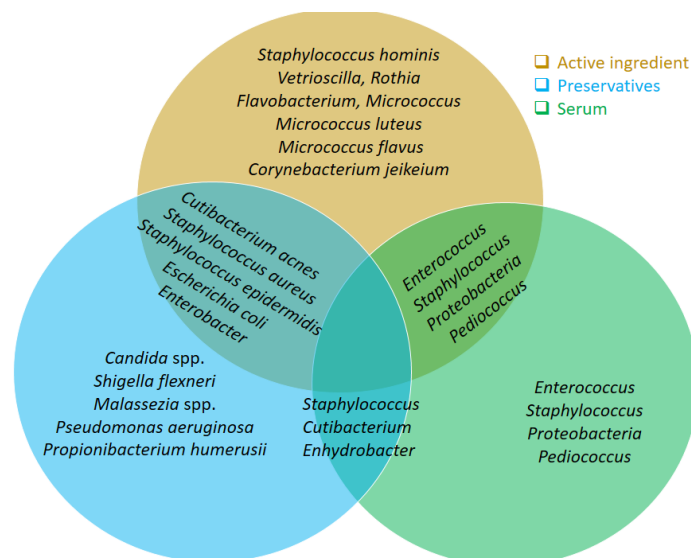 Staphylococcus hominis
Vetrioscilla, Rothia
Flavobacterium, Micrococcus
Micrococcus luteus
Micrococcus flavus
Corynebacterium jeikeium
❑ Active ingredient
❑ Preservatives
❑ Serum
Cutibacterium acnes
Staphylococcus aureus
Staphylococcus epidermidis
Escherichia coli
Enterobacter
Enterococcus
Staphylococcus
Proteobacteria
Pediococcus
Candida spp.
Shigella flexneri
Malassezia spp.
Pseudomonas aeruginosa
Propionibacterium humerusii
Staphylococcus
Cutibacterium
Enhydrobacter
Enterococcus
Staphylococcus
Proteobacteria
Pediococcus